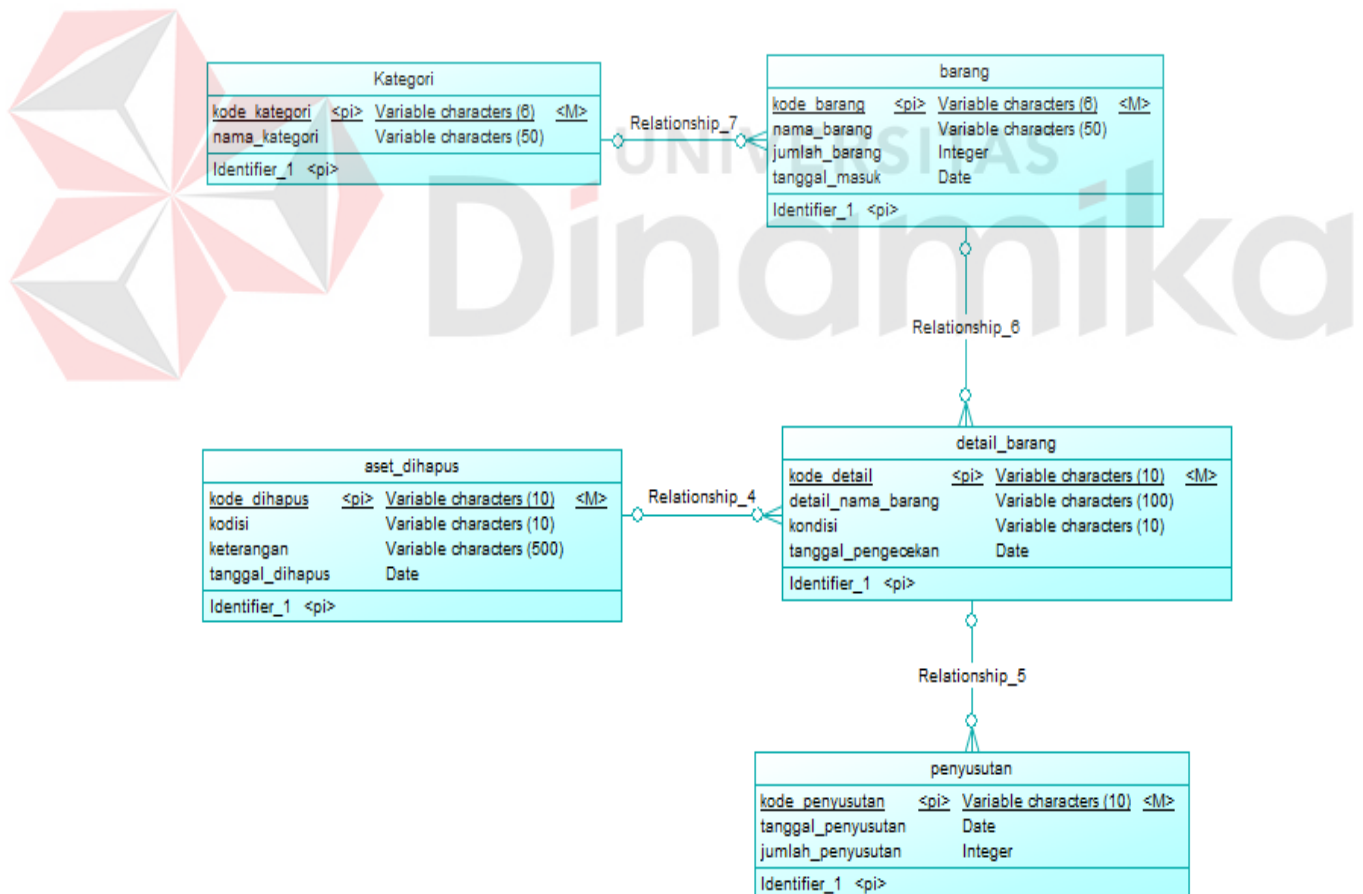 Kategori
kode_kategori <pi> Variable characters (6) <M>
nama_kategori Variable characters (50)
Identifier_1 <pi>
Relationship_7
barang
kode_barang <pi> Variable characters (6) <M>
nama_barang Variable characters (50)
jumlah_barang Integer
tanggal_masuk Date
Identifier_1 <pi>
UNIVERSITAS
Dinamika
Relationship_6
aset_dihapus
kode_dihapus <pi> Variable characters (10) <M>
kodisi Variable characters (10)
keterangan Variable characters (500)
tanggal_dihapus Date
Identifier_1 <pi>
Relationship_4
detail_barang
kode_detail <pi> Variable characters (10) <M>
detail_nama_barang Variable characters (100)
kondisi Variable characters (10)
tanggal_pengecekan Date
Identifier_1 <pi>
Relationship_5
penyusutan
kode_penyusutan <pi> Variable characters (10) <M>
tanggal_penyusutan Date
jumlah_penyusutan Integer
Identifier_1 <pi>